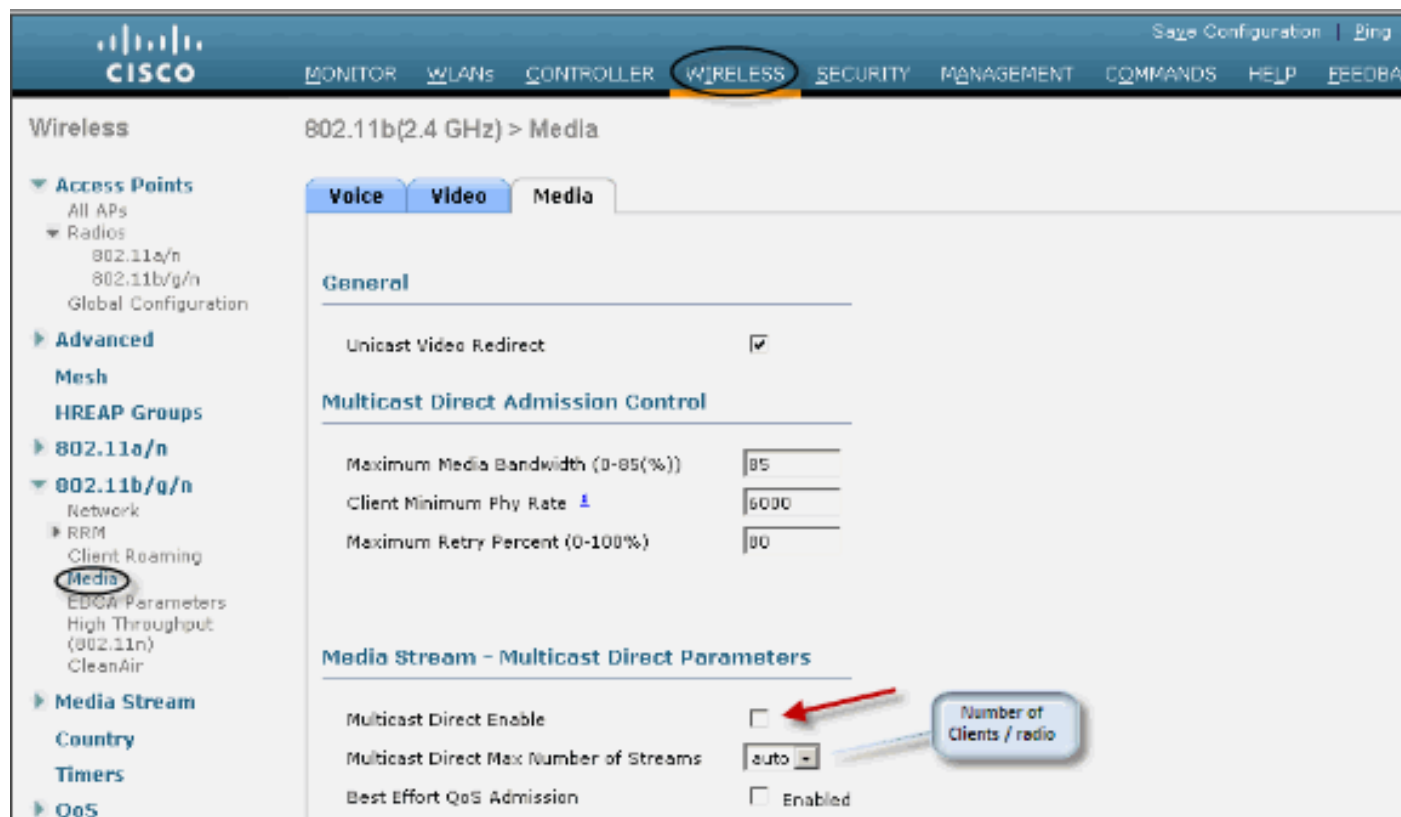 Save Configuration | Ping
CISCO
MONITOR WLANs CONTROLLER WIRELESS SECURITY MANAGEMENT COMMANDS HELP FEEDBA
Wireless
802.11b(2.4 GHz) > Media
Access Points
All APs
Radios
802.11a/n
802.11b/g/n
Global Configuration
Advanced
Mesh
HREAP Groups
802.11a/n
802.11b/g/n
Network
RRM
Client Roaming
Media
EDCA Parameters
High Throughput
(802.11n)
CleanAir
Media Stream
Country
Timers
QoS
Voice Video Media
General
Unicast Video Redirect
Multicast Direct Admission Control
Maximum Media Bandwidth (0-85(%)) 85
Client Minimum Phy Rate 1 6000
Maximum Retry Percent (0-100%) 80
Media Stream - Multicast Direct Parameters
Multicast Direct Enable
Multicast Direct Max Number of Streams auto
Best Effort QoS Admission Enabled
Number of
Clients / radio